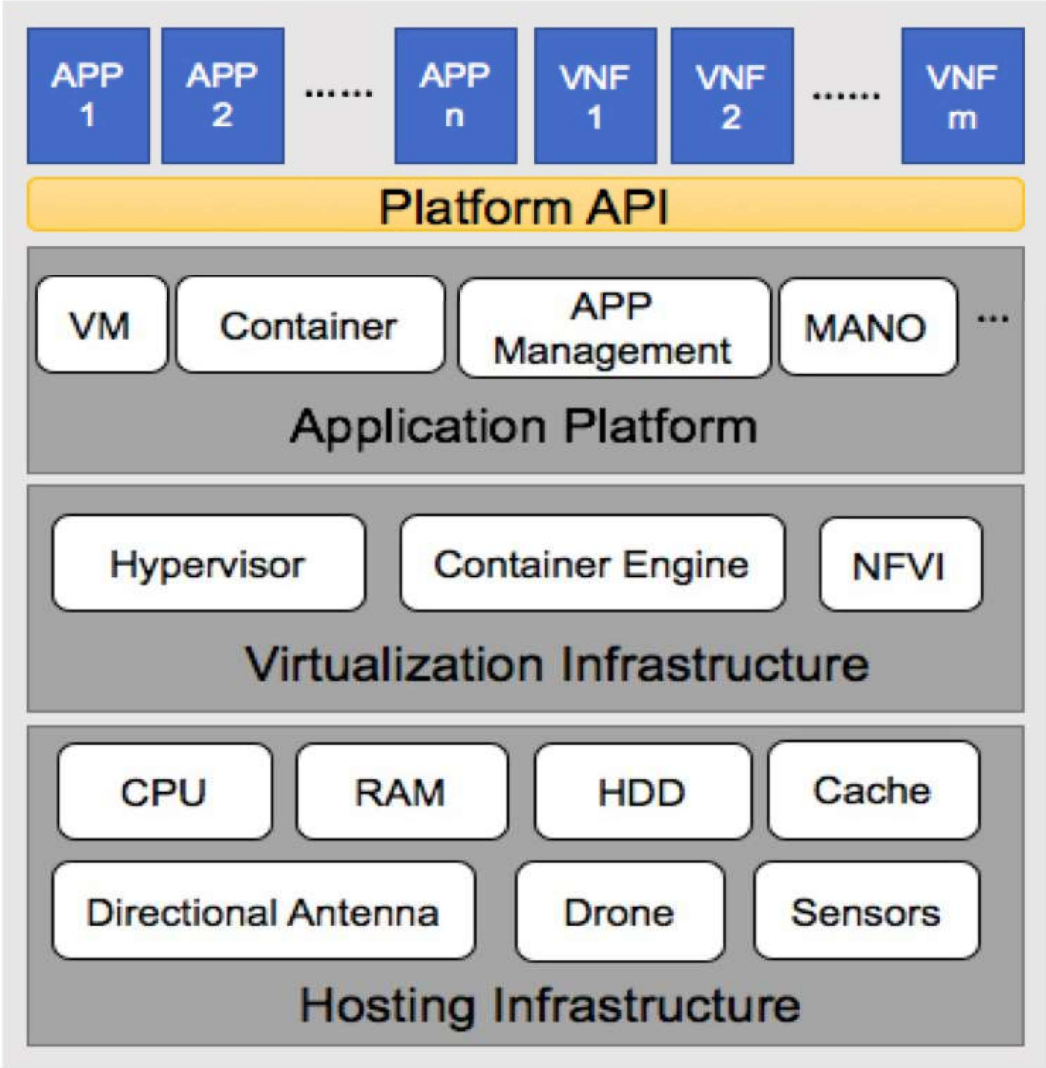 APP
1
APP
2
......
APP
n
VNF
1
VNF
2
......
VNF
m
Platform API
VM
Container
APP
Management
MANO
...
Application Platform
Hypervisor
Container Engine
NFVI
Virtualization Infrastructure
CPU
RAM
HDD
Cache
Directional Antenna
Drone
Sensors
Hosting Infrastructure